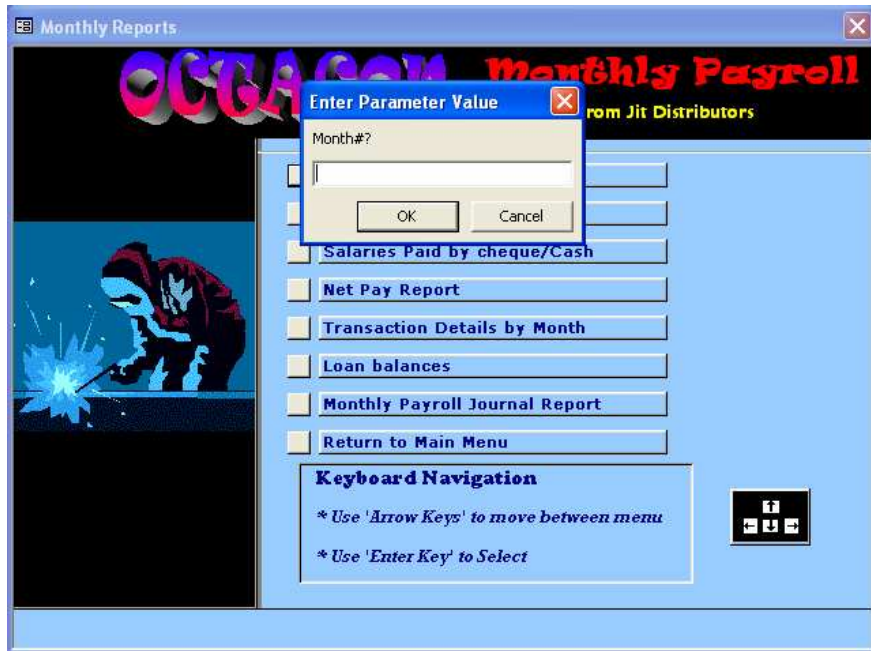 Monthly Reports
OCTACOM Monthly Payroll
rom Jit Distributors
Enter Parameter Value
Month#?
OK Cancel
Salaries Paid by cheque/Cash
Net Pay Report
Transaction Details by Month
Loan balances
Monthly Payroll Journal Report
Return to Main Menu
Keyboard Navigation
* Use 'Arrow Keys' to move between menu
* Use 'Enter Key' to Select